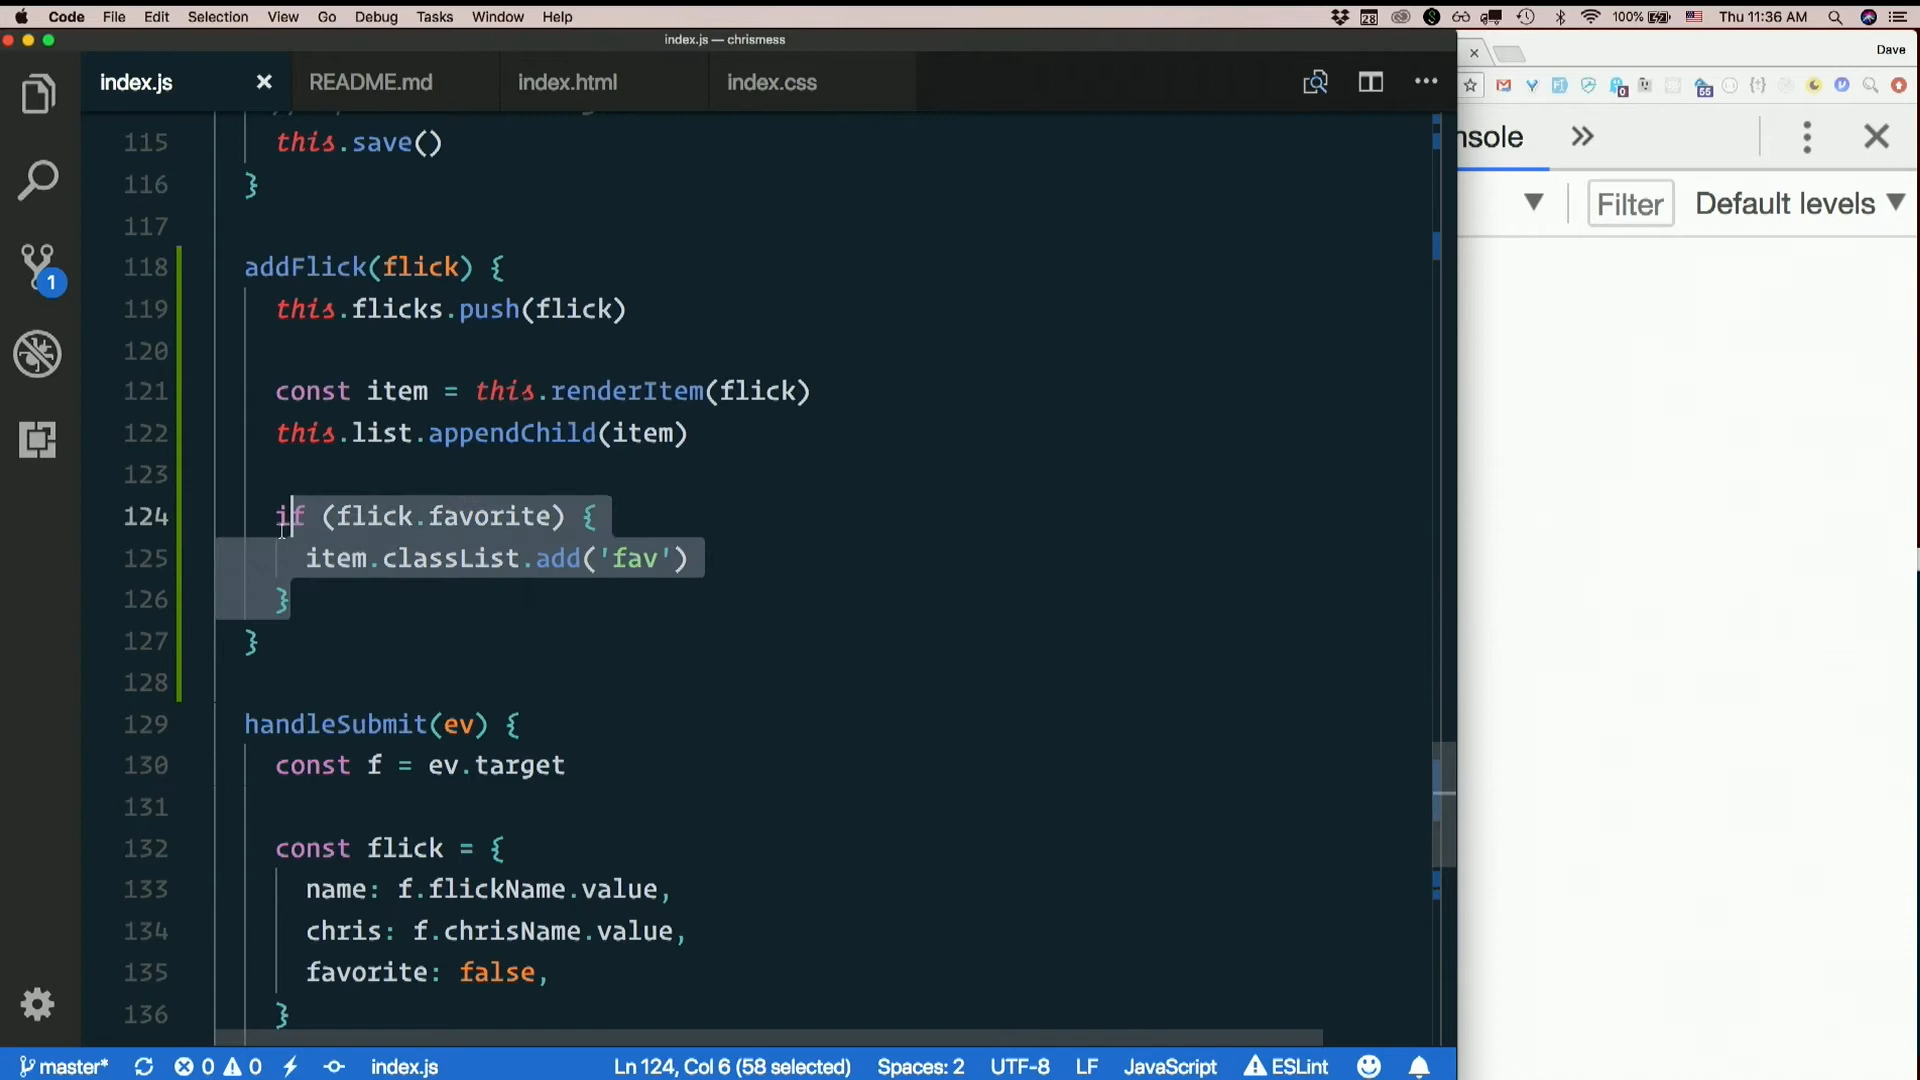 Code File Edit Selection View Go Debug Tasks Window Help
28 100% Thu 11:36 AM
index.js — chrismess
Dave
index.js README.md index.html index.css
0 55
nsole
Filter Default levels
115 this.save()
116 }
117
118 addFlick(flick) {
119 this.flicks.push(flick)
120
121 const item = this.renderItem(flick)
122 this.list.appendChild(item)
123
124 if (flick.favorite) {
125 item.classList.add('fav')
126 }
127 }
128
129 handleSubmit(ev) {
130 const f = ev.target
131
132 const flick = {
133 name: f.flickName.value,
134 chris: f.chrisName.value,
135 favorite: false,
136 }
1
master* 0 0 index.js Ln 124, Col 6 (58 selected) Spaces: 2 UTF-8 LF JavaScript ESLint